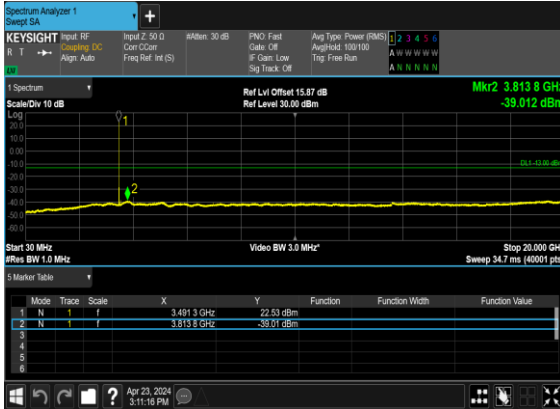 Spectrum Analyzer 1
Swept SA
+
KEYSIGHT Input: RF Input Z: 50 Ω #Atten: 30 dB PNO: Fast Avg Type: Power (RMS) 1 2 3 4 5 6
R T Coupling: DC Corr CCorr Gate: Off Avg|Hold: 100/100 A W W W W W
Align: Auto Freq Ref: Int (S) IF Gain: Low Trig: Free Run
Sig Track: Off A N N N N N
1 Spectrum Ref Lvl Offset 15.87 dB Mkr2 3.813 8 GHz
Scale/Div 10 dB Ref Level 30.00 dBm -39.012 dBm
Log
1
20.0
10.0
0.00
-10.0 DL1 -13.00 dBm
-20.0
-30.0
2
-40.0
-50.0
-60.0
Start 30 MHz Video BW 3.0 MHz* Stop 20.000 GHz
#Res BW 1.0 MHz Sweep 34.7 ms (40001 pts)
5 Marker Table
Mode Trace Scale X Y Function Function Width Function Value
1 N 1 f 3.491 3 GHz 22.53 dBm
2 N 1 f 3.813 8 GHz -39.01 dBm
3
4
5
6
? Apr 23, 2024
3:11:16 PM